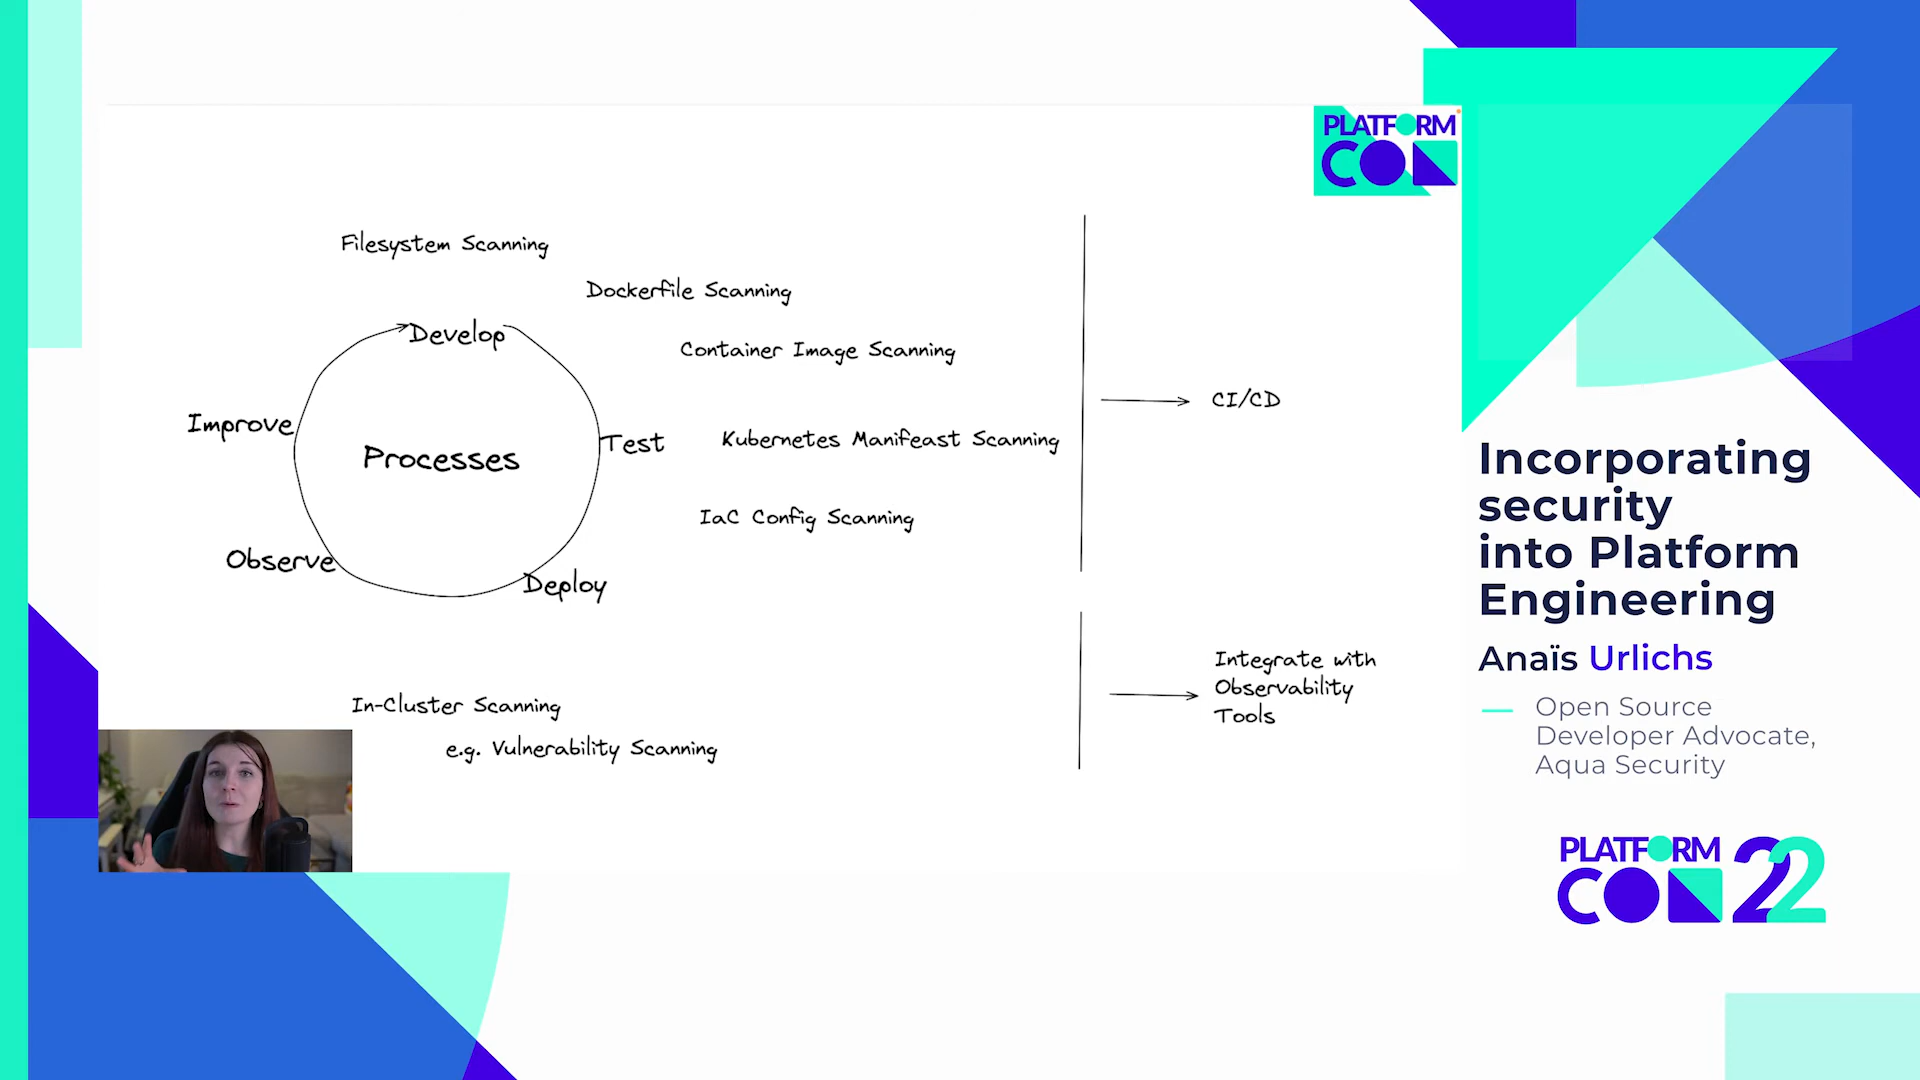 PLATFORM
CON
Filesystem Scanning
Dockerfile Scanning
Develop
Container Image Scanning
CI/CD
Improve
Test
Kubernetes Manifeast Scanning
Processes
IaC Config Scanning
Observe
Deploy
Integrate with
Observability
Tools
In-Cluster Scanning
e.g. Vulnerability Scanning
Incorporating
security
into Platform
Engineering
Anaïs Urlichs
Open Source
Developer Advocate,
Aqua Security
PLATFORM
CON 22